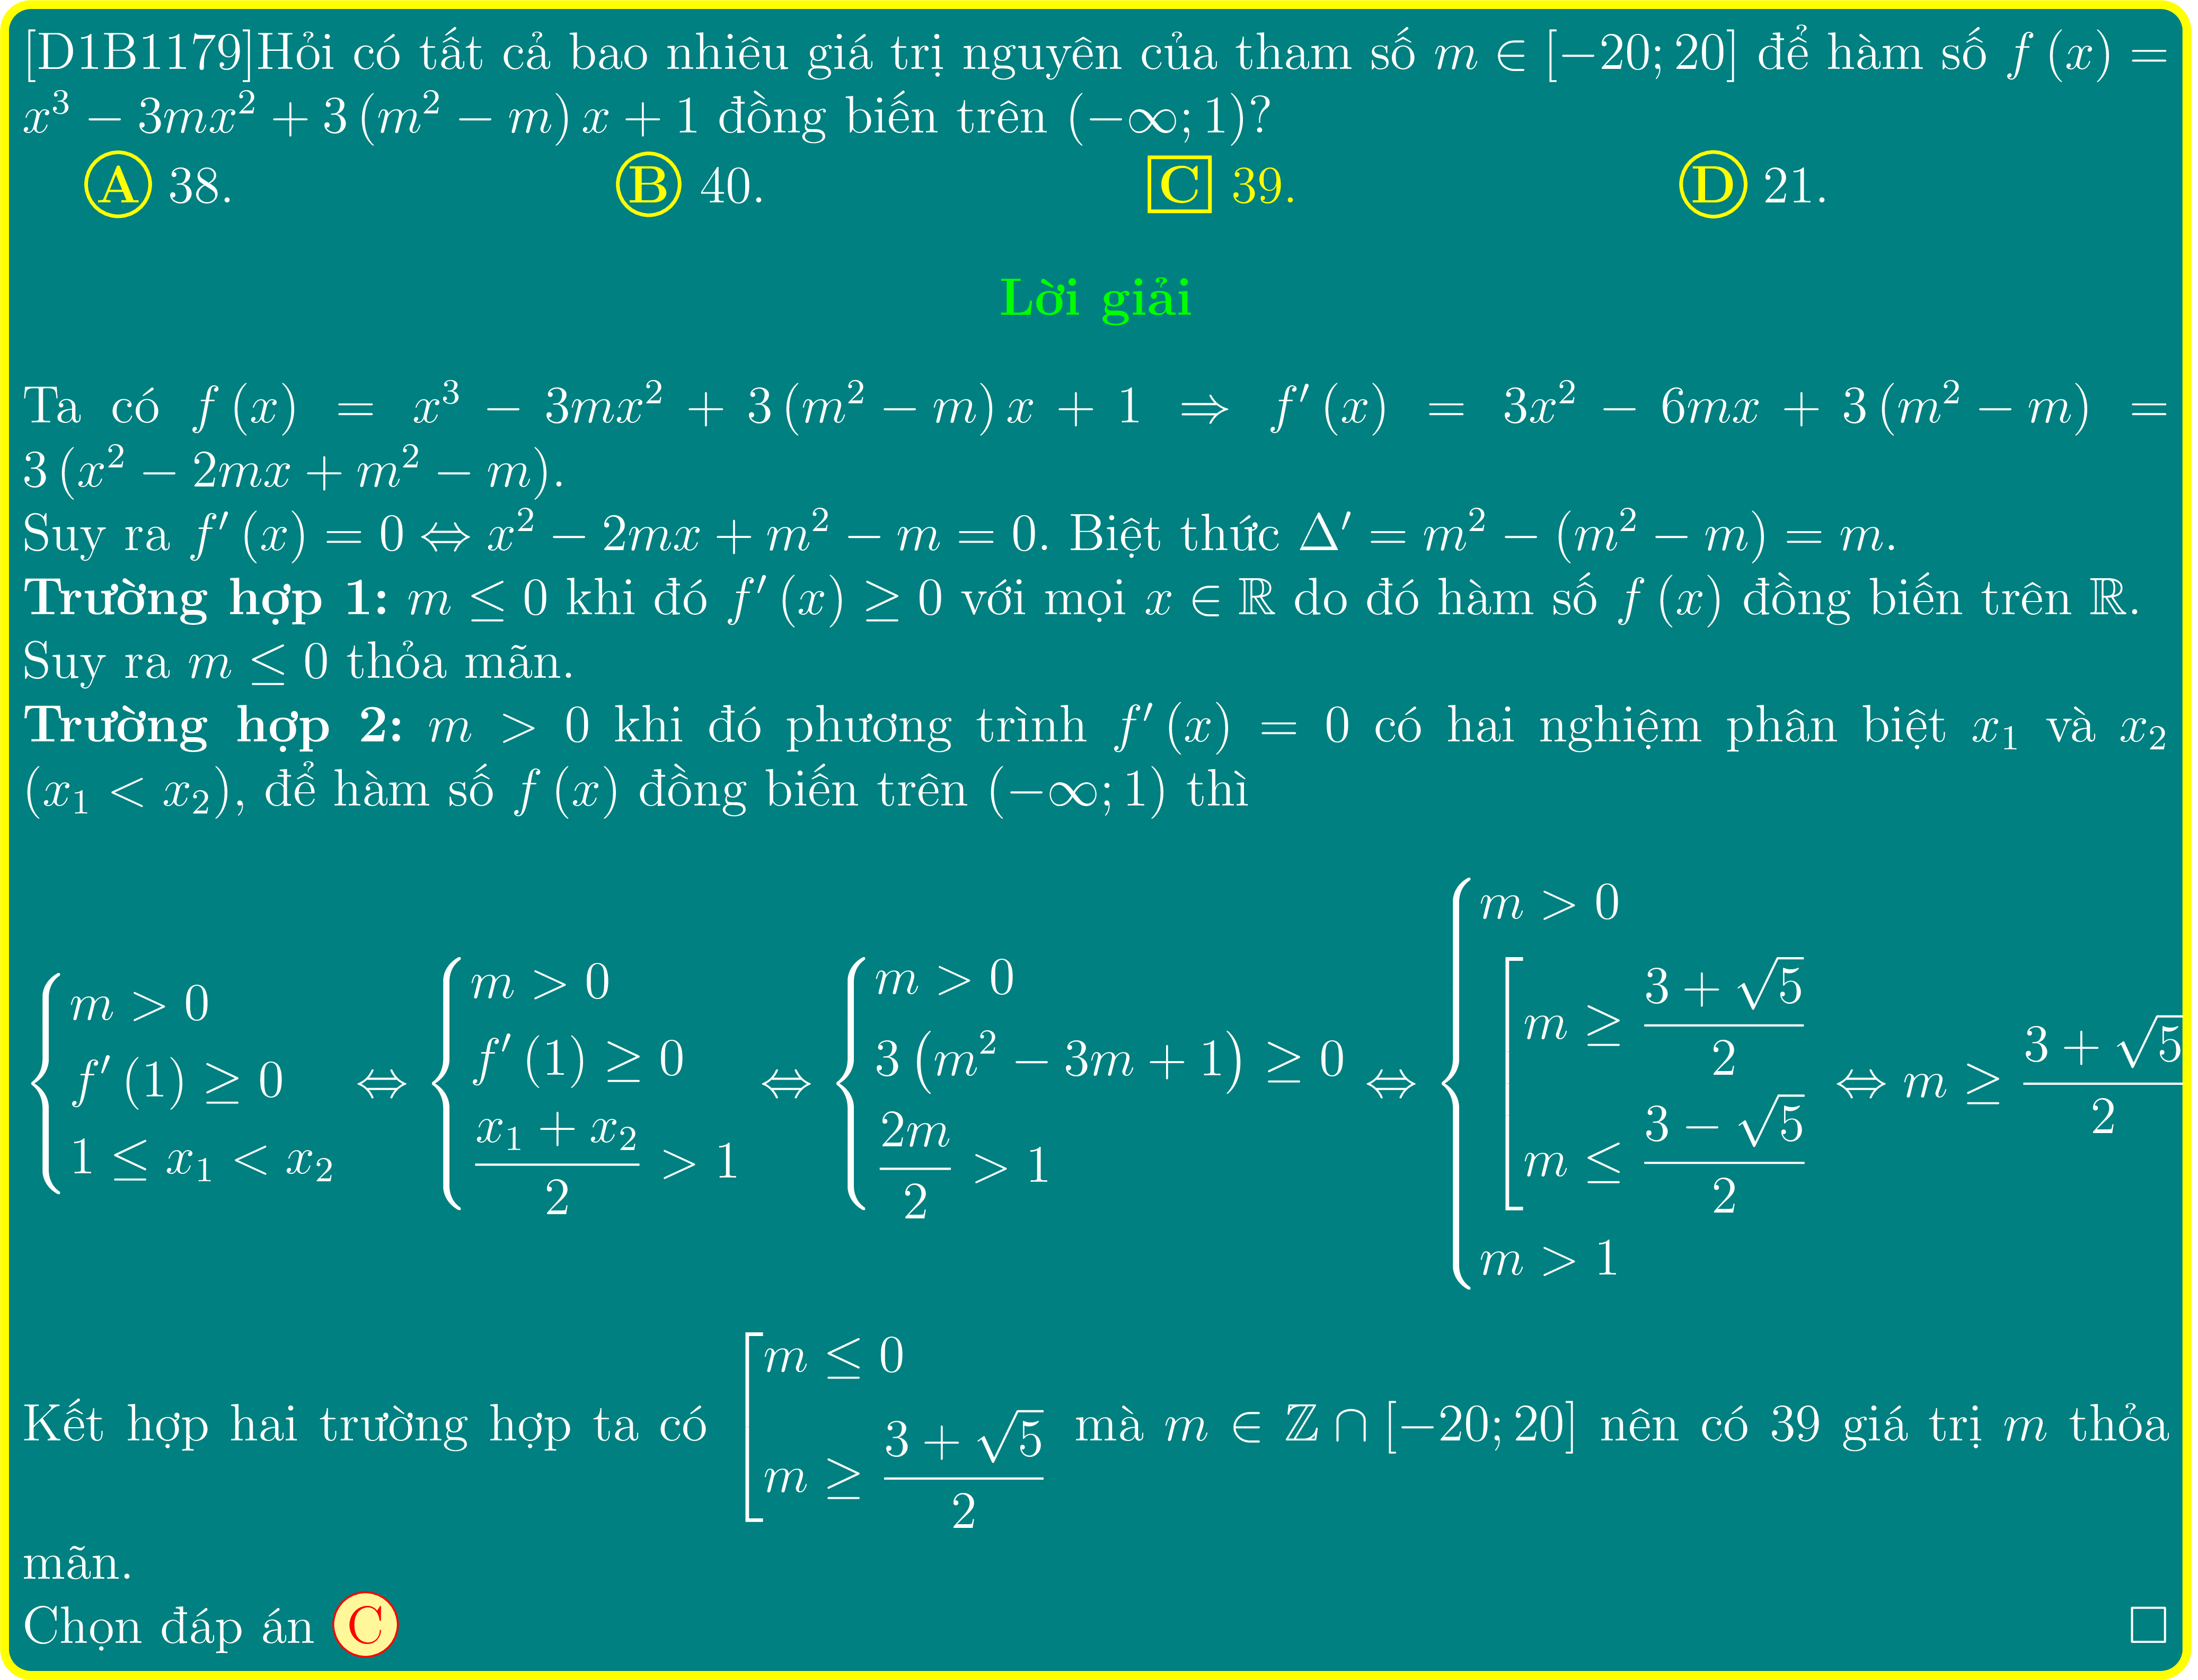 [D1B1179]Hỏi có tất cả bao nhiêu giá trị nguyên của tham số $m \in [-20; 20]$ để hàm số $f(x) =$
$x^3 - 3mx^2 + 3(m^2 - m)x + 1$ đồng biến trên $(-\infty; 1)$?
A 38. B 40. C 39. D 21.
Lời giải
Ta có $f(x) = x^3 - 3mx^2 + 3(m^2 - m)x + 1 \Rightarrow f'(x) = 3x^2 - 6mx + 3(m^2 - m) =$
$3(x^2 - 2mx + m^2 - m)$.
Suy ra $f'(x) = 0 \Leftrightarrow x^2 - 2mx + m^2 - m = 0$. Biệt thức $\Delta' = m^2 - (m^2 - m) = m$.
Trường hợp 1: $m \leq 0$ khi đó $f'(x) \geq 0$ với mọi $x \in \mathbb{R}$ do đó hàm số $f(x)$ đồng biến trên $\mathbb{R}$.
Suy ra $m \leq 0$ thỏa mãn.
Trường hợp 2: $m > 0$ khi đó phương trình $f'(x) = 0$ có hai nghiệm phân biệt $x_1$ và $x_2$
$(x_1 < x_2)$, để hàm số $f(x)$ đồng biến trên $(-\infty; 1)$ thì
$\begin{cases} m > 0 \\ f'(1) \geq 0 \\ 1 \leq x_1 < x_2 \end{cases} \Leftrightarrow \begin{cases} m > 0 \\ f'(1) \geq 0 \\ \dfrac{x_1 + x_2}{2} > 1 \end{cases} \Leftrightarrow \begin{cases} m > 0 \\ 3(m^2 - 3m + 1) \geq 0 \\ \dfrac{2m}{2} > 1 \end{cases} \Leftrightarrow \begin{cases} m > 0 \\ \left[\begin{array}{l} m \geq \dfrac{3 + \sqrt{5}}{2} \\ m \leq \dfrac{3 - \sqrt{5}}{2} \end{array}\right. \\ m > 1 \end{cases} \Leftrightarrow m \geq \dfrac{3 + \sqrt{5}}{2}$
Kết hợp hai trường hợp ta có $\left[\begin{array}{l} m \leq 0 \\ m \geq \dfrac{3 + \sqrt{5}}{2} \end{array}\right.$ mà $m \in \mathbb{Z} \cap [-20; 20]$ nên có 39 giá trị $m$ thỏa
mãn.
Chọn đáp án C □